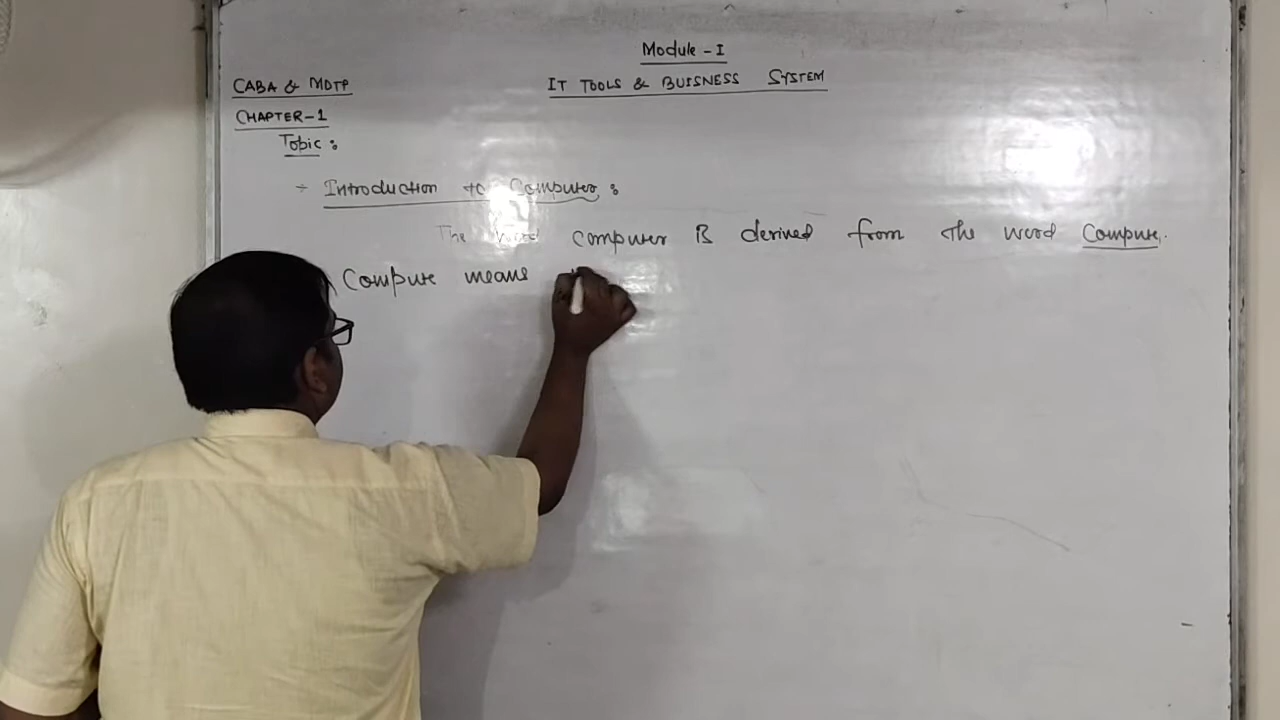 Module - I
CABA & MDTP
IT TOOLS & BUISNESS SYSTEM
CHAPTER-1
Topic :
Introduction to Computer :
The word computer is derived from the word Compute.
Compute means